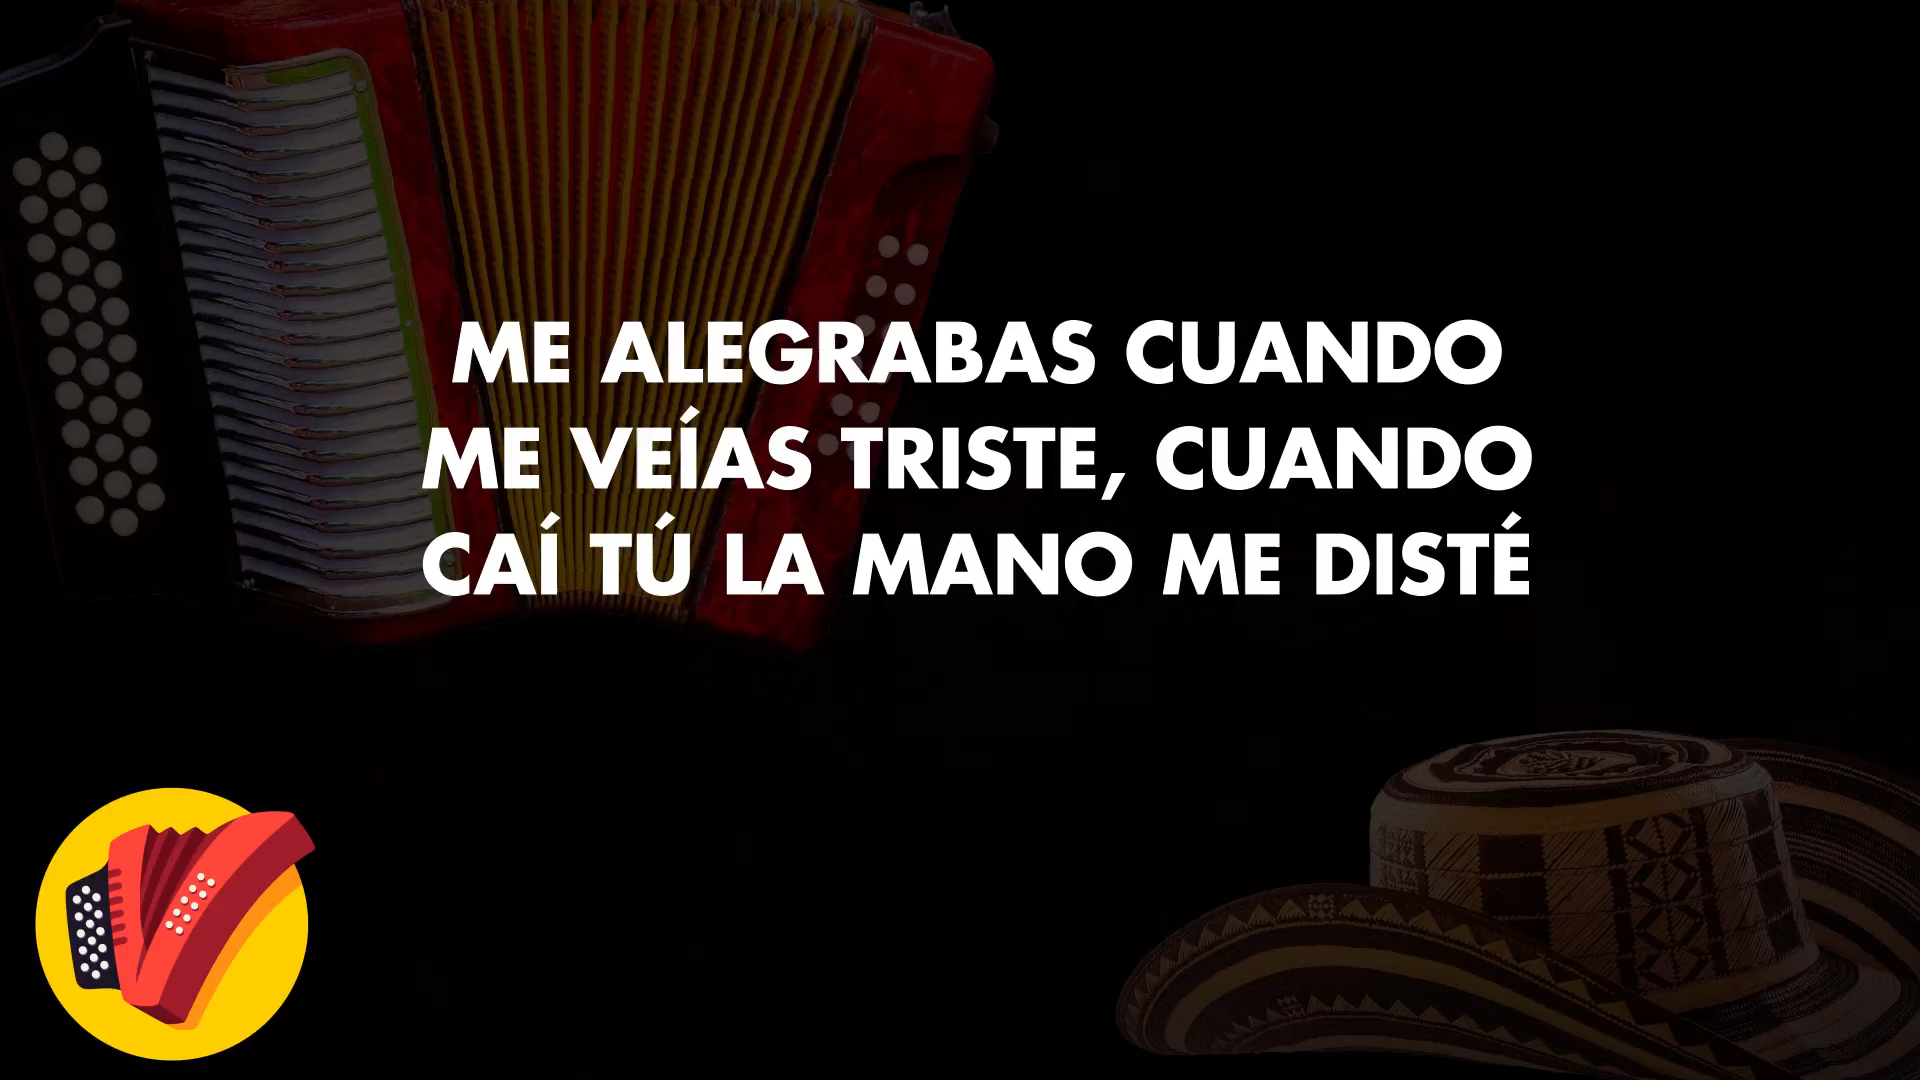 ME ALEGRABAS CUANDO
ME VEÍAS TRISTE, CUANDO
CAÍ TÚ LA MANO ME DISTÉ